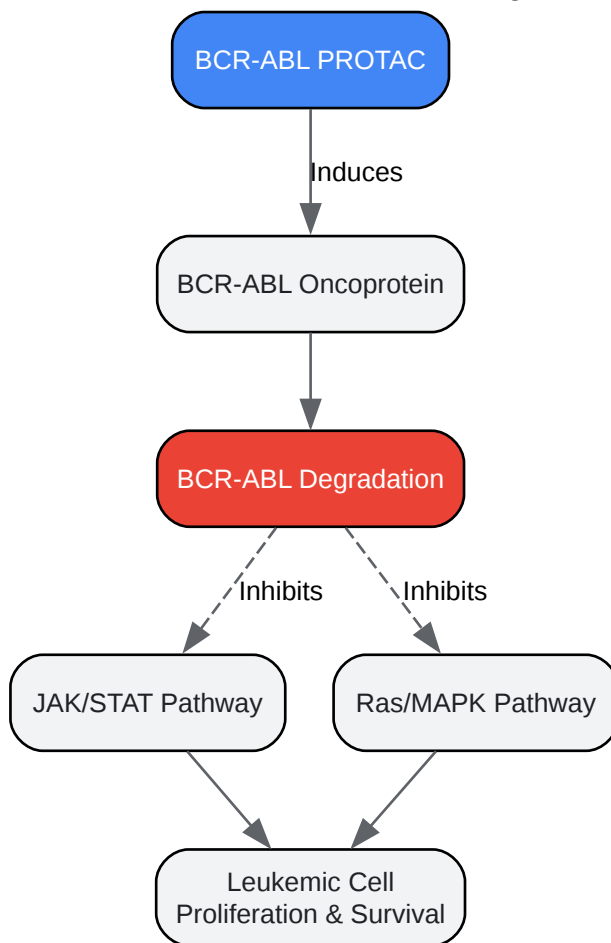 BCR-ABL PROTAC
Induces
BCR-ABL Oncoprotein
BCR-ABL Degradation
Inhibits
Inhibits
JAK/STAT Pathway
Ras/MAPK Pathway
Leukemic Cell
Proliferation & Survival